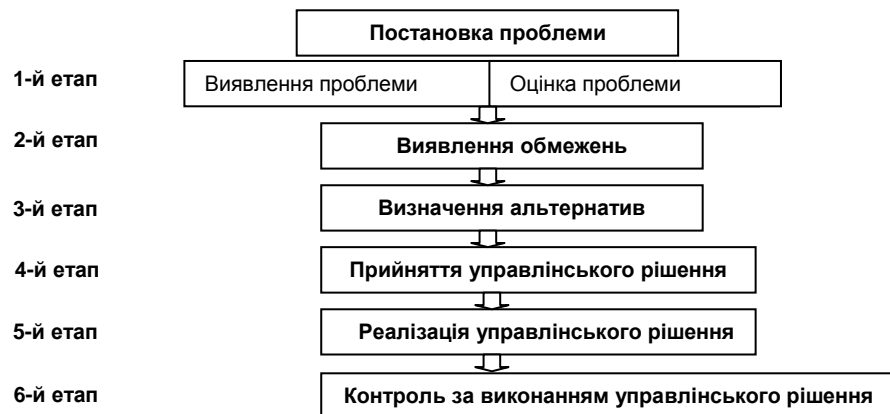 Постановка проблеми
1-й етап
Виявлення проблеми
Оцінка проблеми
2-й етап
Виявлення обмежень
3-й етап
Визначення альтернатив
4-й етап
Прийняття управлінського рішення
5-й етап
Реалізація управлінського рішення
6-й етап
Контроль за виконанням управлінського рішення